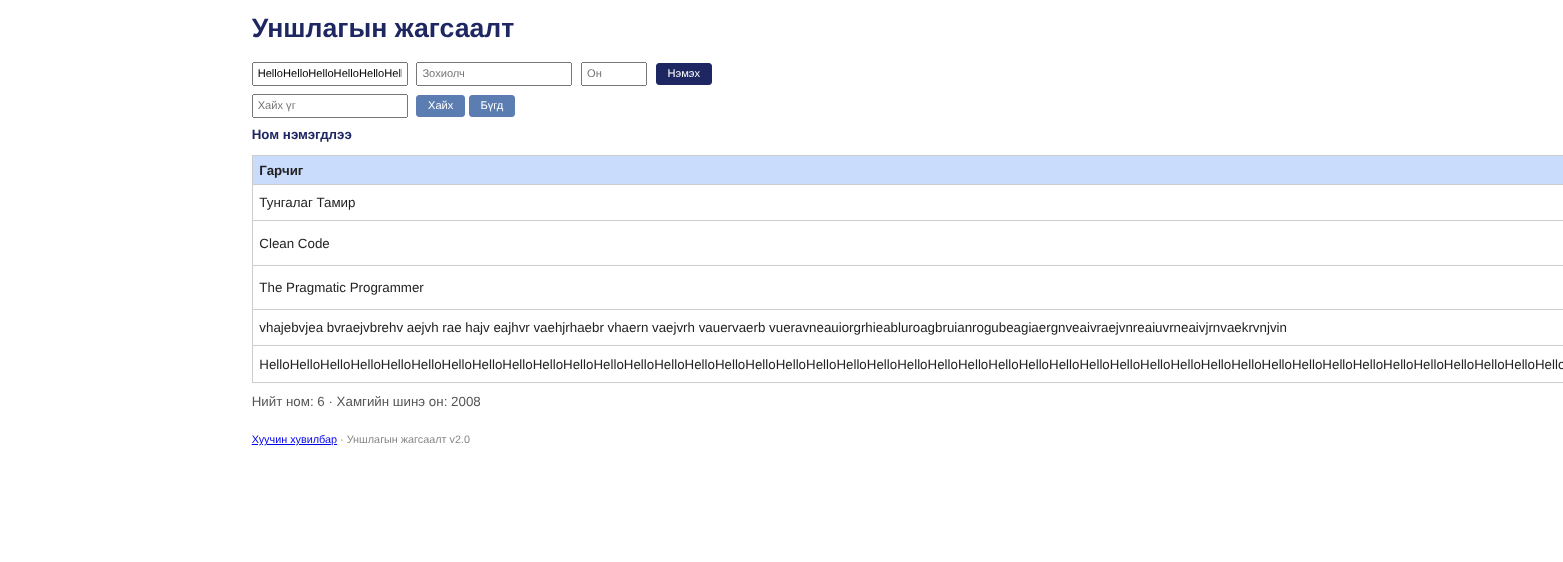 Уншлагын жагсаалт
HelloHelloHelloHelloHelloHell Зохиолч Он Нэмэх
Хайх үг Хайх Бүгд
Ном нэмэгдлээ
Гарчиг
Тунгалаг Тамир
Clean Code
The Pragmatic Programmer
vhajebvjea bvraejvbrehv aejvh rae hajv eajhvr vaehjrhaebr vhaern vaejvrh vauervaerb vueravneauiorgrhieabluroagbruianrogubeagiaergnveaivraejvnreaiuvrneaivjrnvaekrvnjvin
HelloHelloHelloHelloHelloHelloHelloHelloHelloHelloHelloHelloHelloHelloHelloHelloHelloHelloHelloHelloHelloHelloHelloHelloHelloHelloHelloHelloHelloHelloHelloHelloHelloHelloHelloHelloHelloHelloHelloHelloHelloHelloHello
Нийт ном: 6 · Хамгийн шинэ он: 2008
Хуучин хувилбар · Уншлагын жагсаалт v2.0